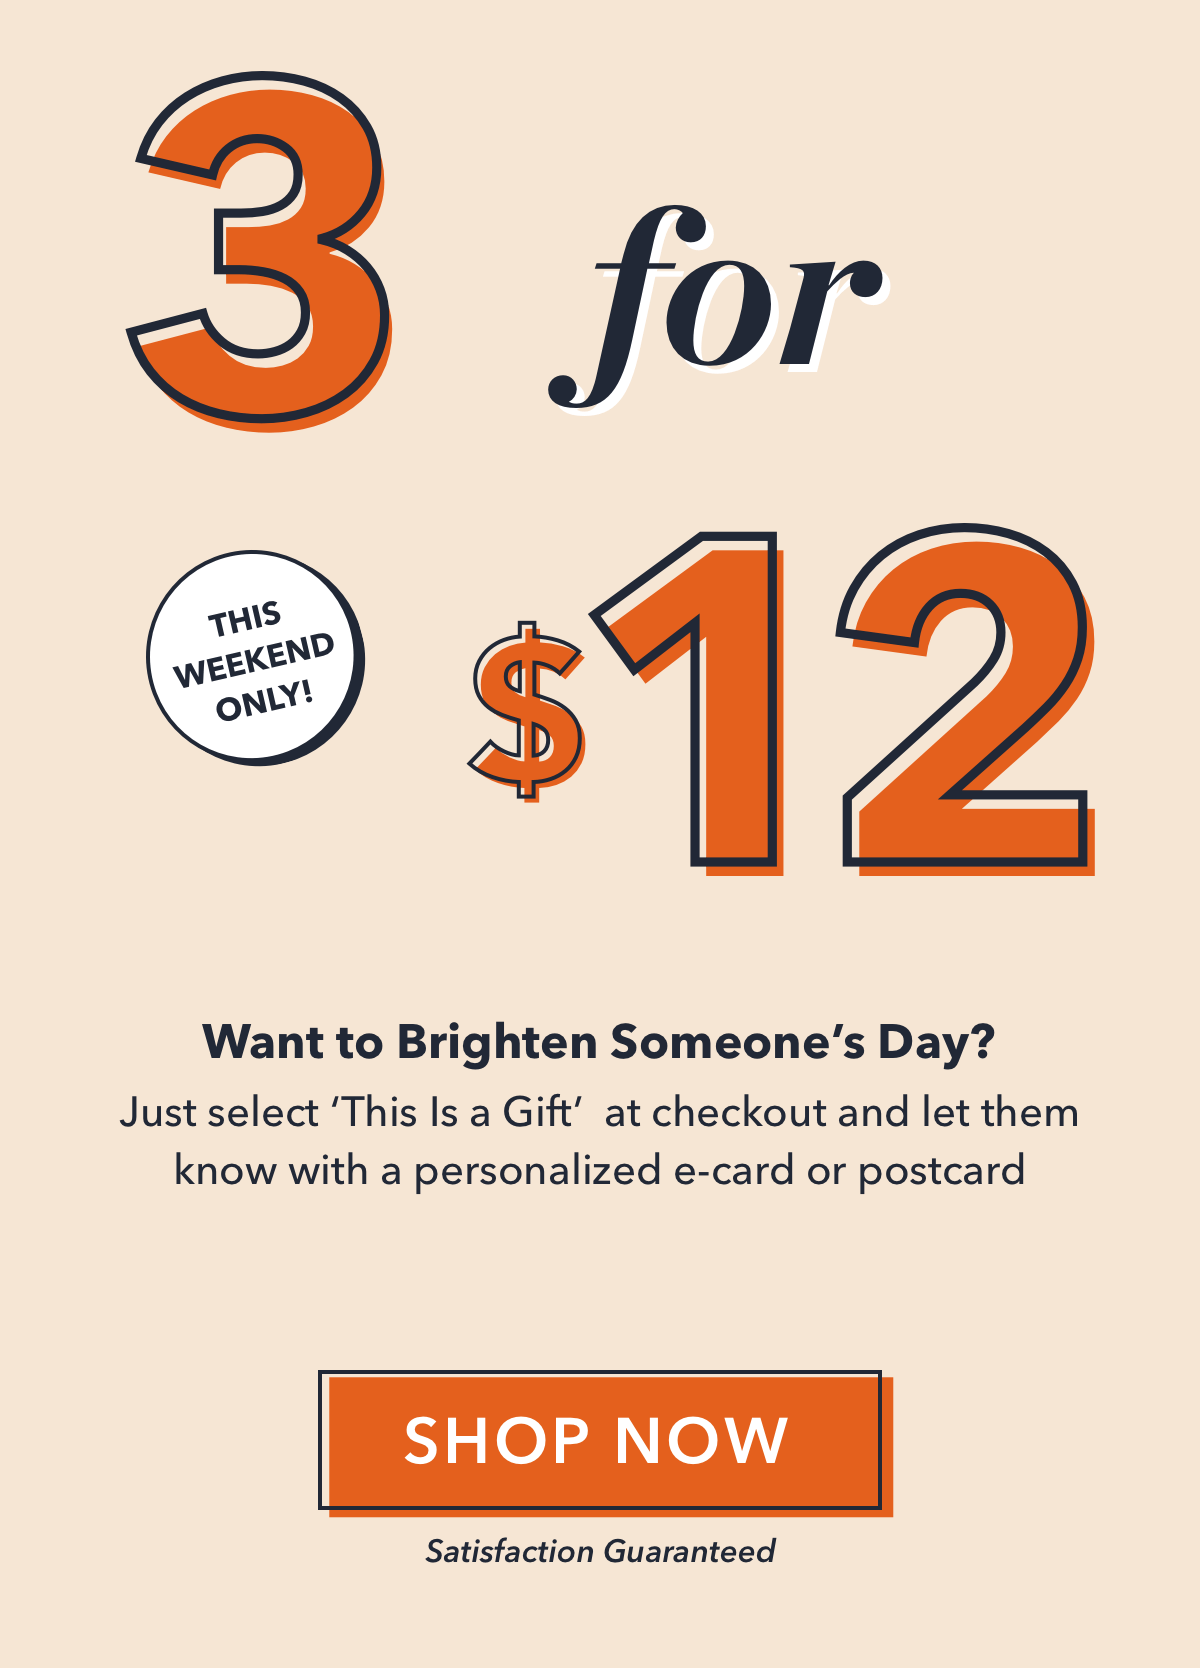 3 for
THIS
WEEKEND
ONLY!
$12
Want to Brighten Someone’s Day?
Just select ‘This Is a Gift’ at checkout and let them
know with a personalized e-card or postcard
SHOP NOW
Satisfaction Guaranteed